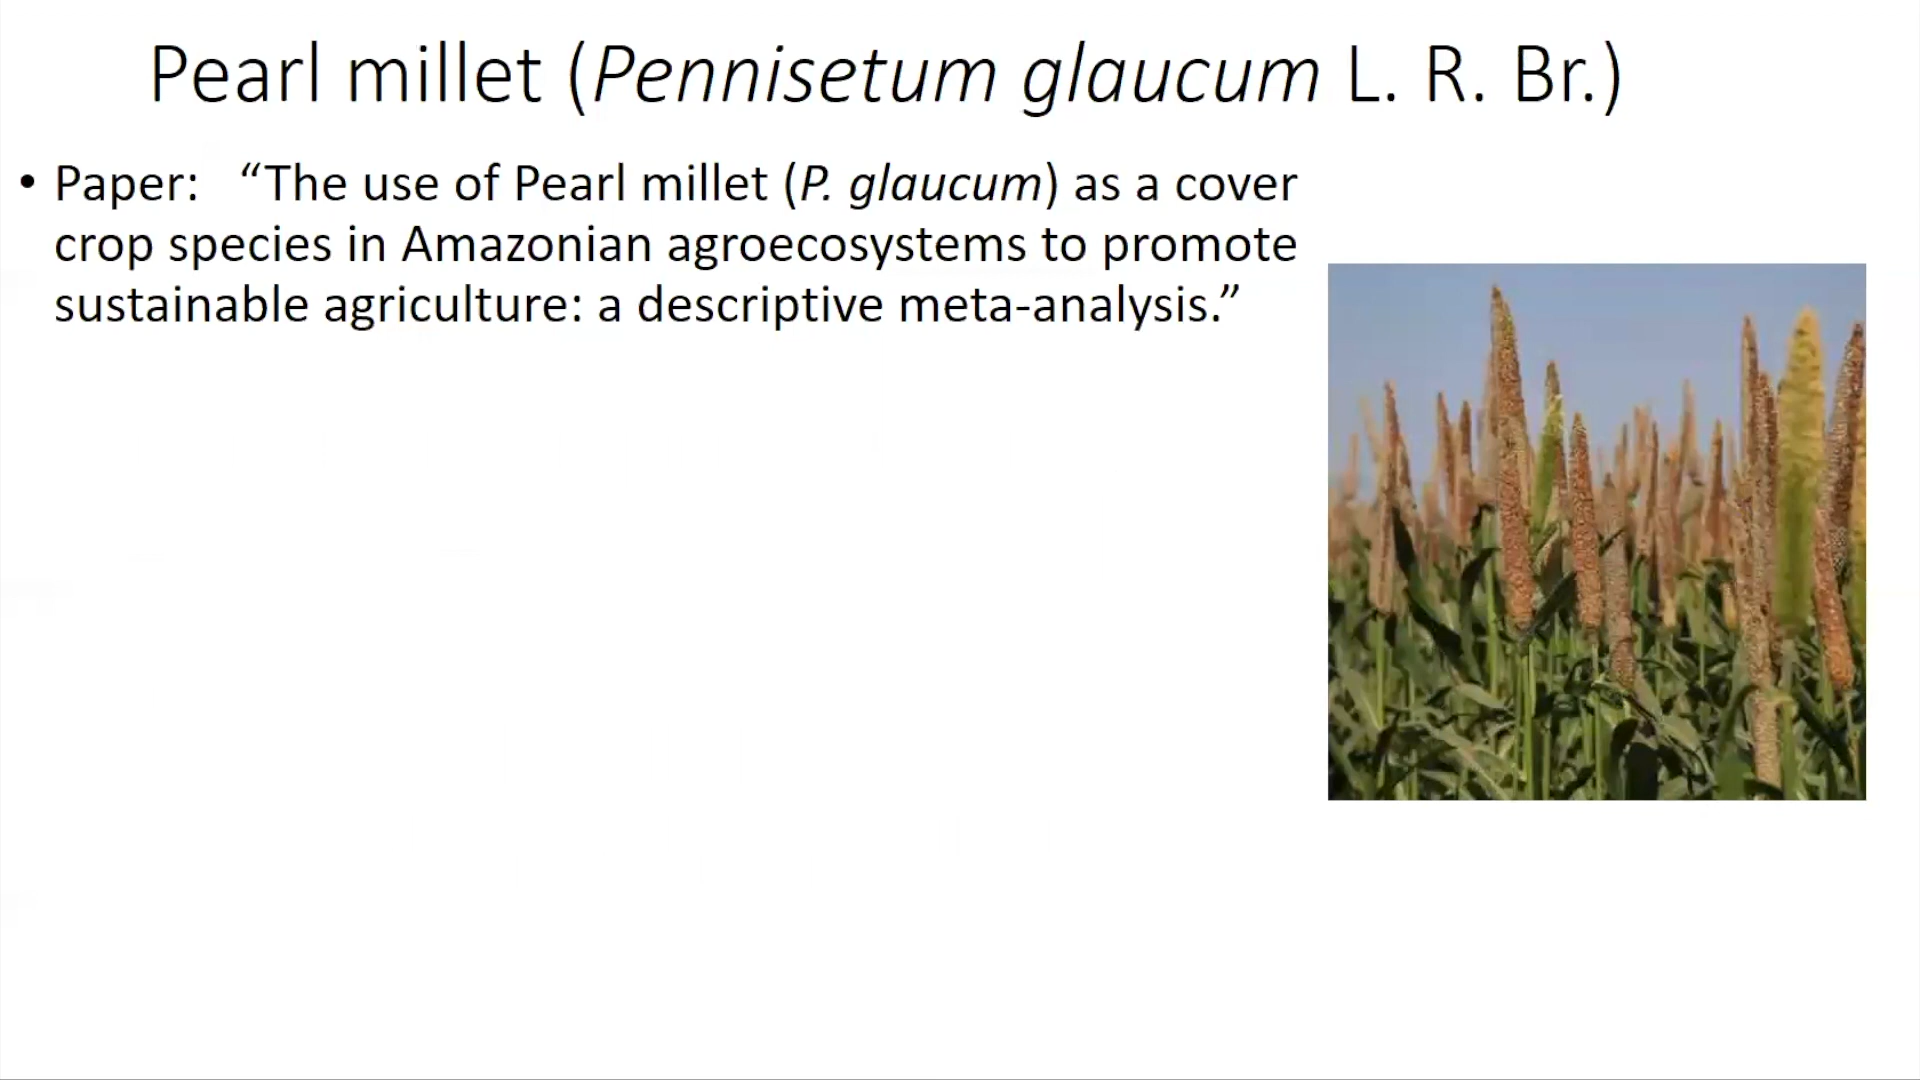 Pearl millet (Pennisetum glaucum L. R. Br.)
• Paper: “The use of Pearl millet (P. glaucum) as a cover
crop species in Amazonian agroecosystems to promote
sustainable agriculture: a descriptive meta-analysis.”